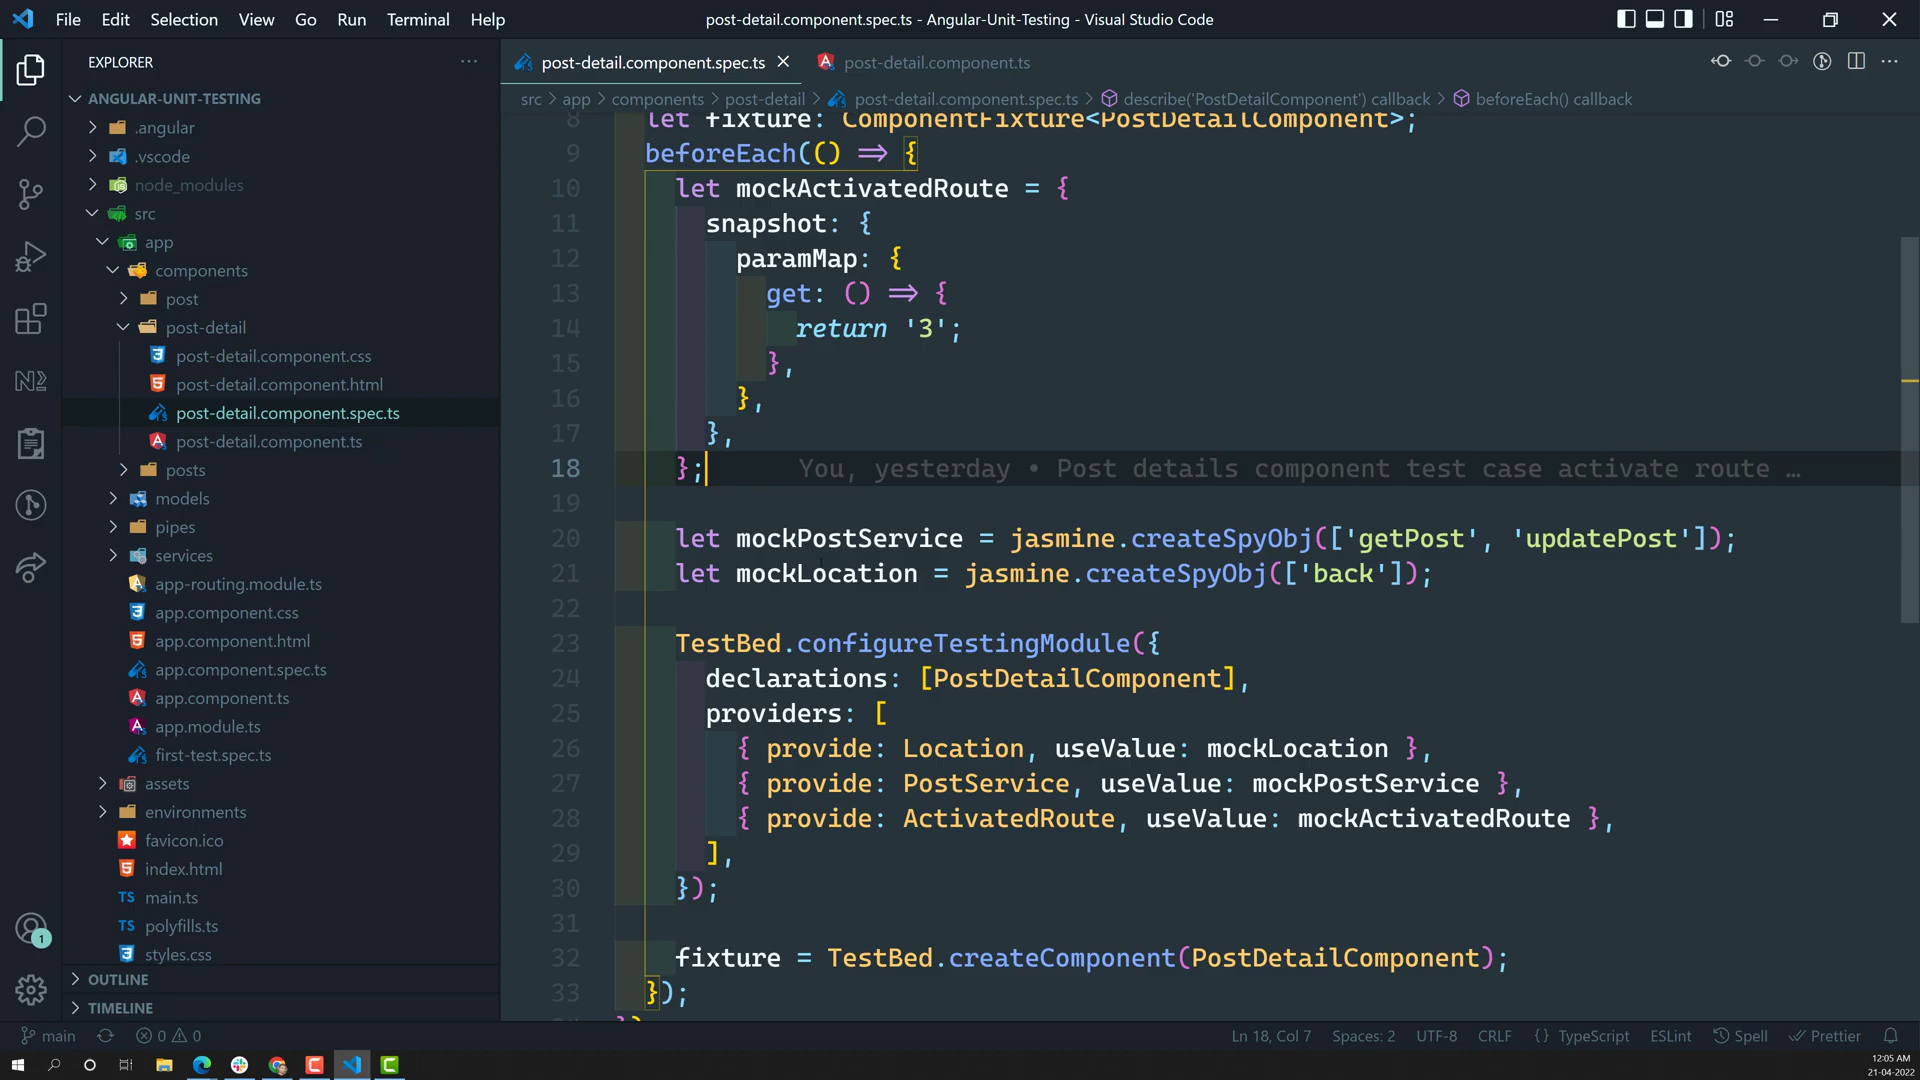 File Edit Selection View Go Run Terminal Help
post-detail.component.spec.ts - Angular-Unit-Testing - Visual Studio Code
EXPLORER
ANGULAR-UNIT-TESTING
.angular
.vscode
node_modules
src
app
components
post
post-detail
post-detail.component.css
post-detail.component.html
post-detail.component.spec.ts
post-detail.component.ts
posts
models
pipes
services
app-routing.module.ts
app.component.css
app.component.html
app.component.spec.ts
app.component.ts
app.module.ts
first-test.spec.ts
assets
environments
favicon.ico
index.html
TS main.ts
TS polyfills.ts
styles.css
OUTLINE
TIMELINE
1
post-detail.component.spec.ts
post-detail.component.ts
src > app > components > post-detail > post-detail.component.spec.ts > describe('PostDetailComponent') callback > beforeEach() callback
8 let fixture: ComponentFixture<PostDetailComponent>;
9 beforeEach(() => {
10 let mockActivatedRoute = {
11 snapshot: {
12 paramMap: {
13 get: () => {
14 return '3';
15 },
16 },
17 },
18 }; You, yesterday • Post details component test case activate route …
19
20 let mockPostService = jasmine.createSpyObj(['getPost', 'updatePost']);
21 let mockLocation = jasmine.createSpyObj(['back']);
22
23 TestBed.configureTestingModule({
24 declarations: [PostDetailComponent],
25 providers: [
26 { provide: Location, useValue: mockLocation },
27 { provide: PostService, useValue: mockPostService },
28 { provide: ActivatedRoute, useValue: mockActivatedRoute },
29 ],
30 });
31
32 fixture = TestBed.createComponent(PostDetailComponent);
33 });
main 0 0 Ln 18, Col 7 Spaces: 2 UTF-8 CRLF {} TypeScript ESLint Spell Prettier
12:05 AM
21-04-2022